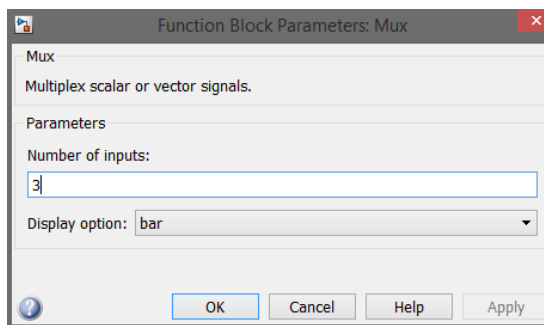 Function Block Parameters: Mux
Mux
Multiplex scalar or vector signals.
Parameters
Number of inputs:
3
Display option: bar
OK Cancel Help Apply